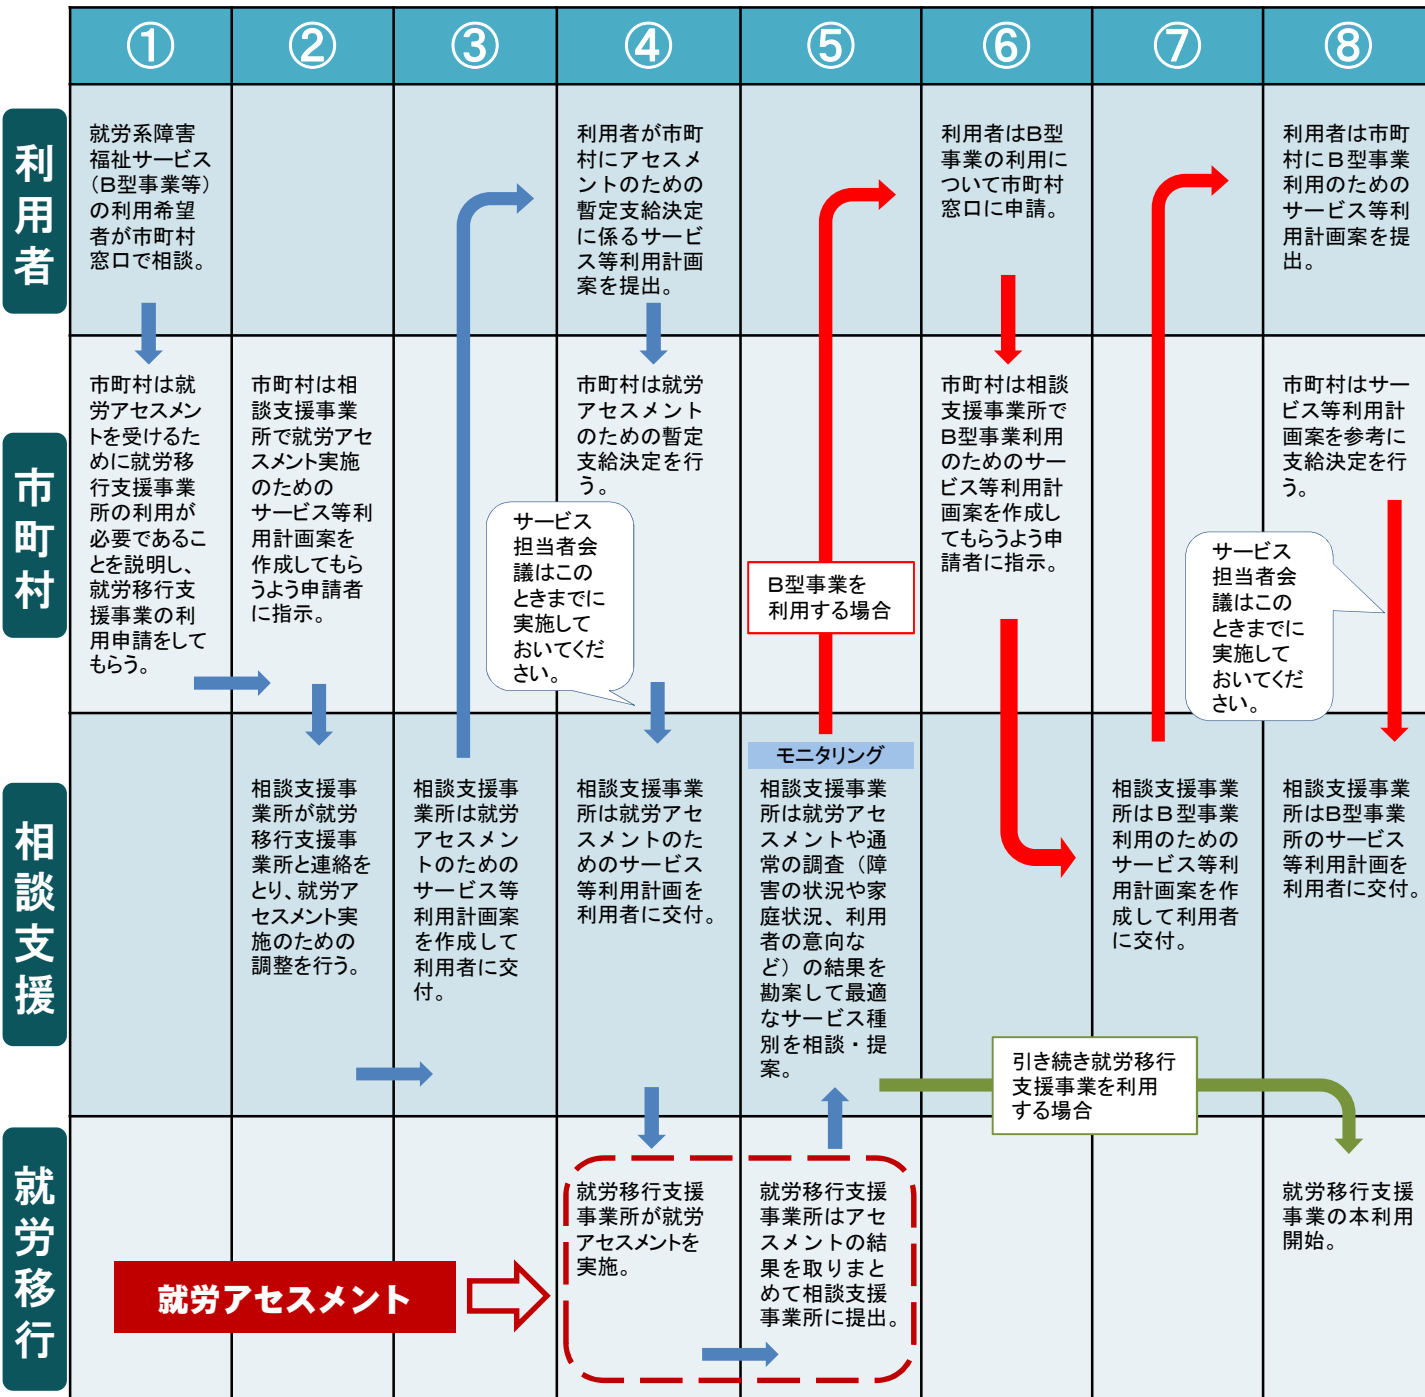 ①
②
③
④
⑤
⑥
⑦
⑧
利用者
就労系障害
福祉サービス
（Ｂ型事業等）
の利用希望
者が市町村
窓口で相談。
利用者が市町
村にアセスメ
ントのための
暫定支給決定
に係るサービ
ス等利用計画
案を提出。
利用者はＢ型
事業の利用に
ついて市町村
窓口に申請。
利用者は市町
村にＢ型事業
利用のための
サービス等利
用計画案を提
出。
市町村
市町村は就
労アセスメン
トを受けるた
めに就労移
行支援事業
所の利用が
必要であるこ
とを説明し、
就労移行支
援事業の利
用申請をして
もらう。
市町村は相
談支援事業
所で就労アセ
スメント実施
のための
サービス等利
用計画案を
作成してもら
うよう申請者
に指示。
市町村は就労
アセスメント
のための暫定
支給決定を行
う。
サービス
担当者会
議はこの
ときまでに
実施して
おいてくだ
さい。
Ｂ型事業を
利用する場合
市町村は相談
支援事業所で
Ｂ型事業利用
のためのサー
ビス等利用計
画案を作成し
てもらうよう申
請者に指示。
市町村はサー
ビス等利用計
画案を参考に
支給決定を行
う。
サービス
担当者会
議はこの
ときまでに
実施して
おいてくだ
さい。
相談支援
相談支援事
業所が就労
移行支援事
業所と連絡を
とり、就労ア
セスメント実
施のための
調整を行う。
相談支援事
業所は就労
アセスメン
トのための
サービス等
利用計画案
を作成して
利用者に交
付。
相談支援事業
所は就労アセ
スメントのた
めのサービス
等利用計画を
利用者に交付。
モニタリング
相談支援事業
所は就労アセ
スメントや通
常の調査（障
害の状況や家
庭状況、利用
者の意向な
ど）の結果を
勘案して最適
なサービス種
別を相談・提
案。
相談支援事業
所はＢ型事業
利用のための
サービス等利
用計画案を作
成して利用者
に交付。
相談支援事業
所はＢ型事業
所のサービス
等利用計画を
利用者に交付。
引き続き就労移行
支援事業を利用
する場合
就労移行
就労アセスメント
就労移行支援
事業所が就労
アセスメントを
実施。
就労移行支援
事業所はアセ
スメントの結
果を取りまと
めて相談支援
事業所に提出。
就労移行支援
事業の本利用
開始。